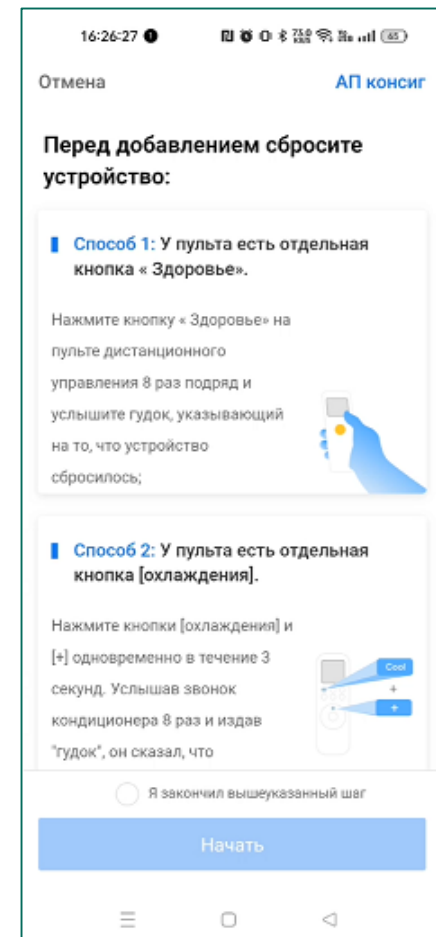 16:26:27
65
Отмена
АП консиг
Перед добавлением сбросите
устройство:
Способ 1: У пульта есть отдельная
кнопка « Здоровье».
Нажмите кнопку « Здоровье» на
пульте дистанционного
управления 8 раз подряд и
услышите гудок, указывающий
на то, что устройство
сбросилось;
Способ 2: У пульта есть отдельная
кнопка [охлаждения].
Нажмите кнопки [охлаждения] и
[+] одновременно в течение 3
секунд. Услышав звонок
кондиционера 8 раз и издав
"гудок", он сказал, что
Cool
+
+
Я закончил вышеуказанный шаг
Начать